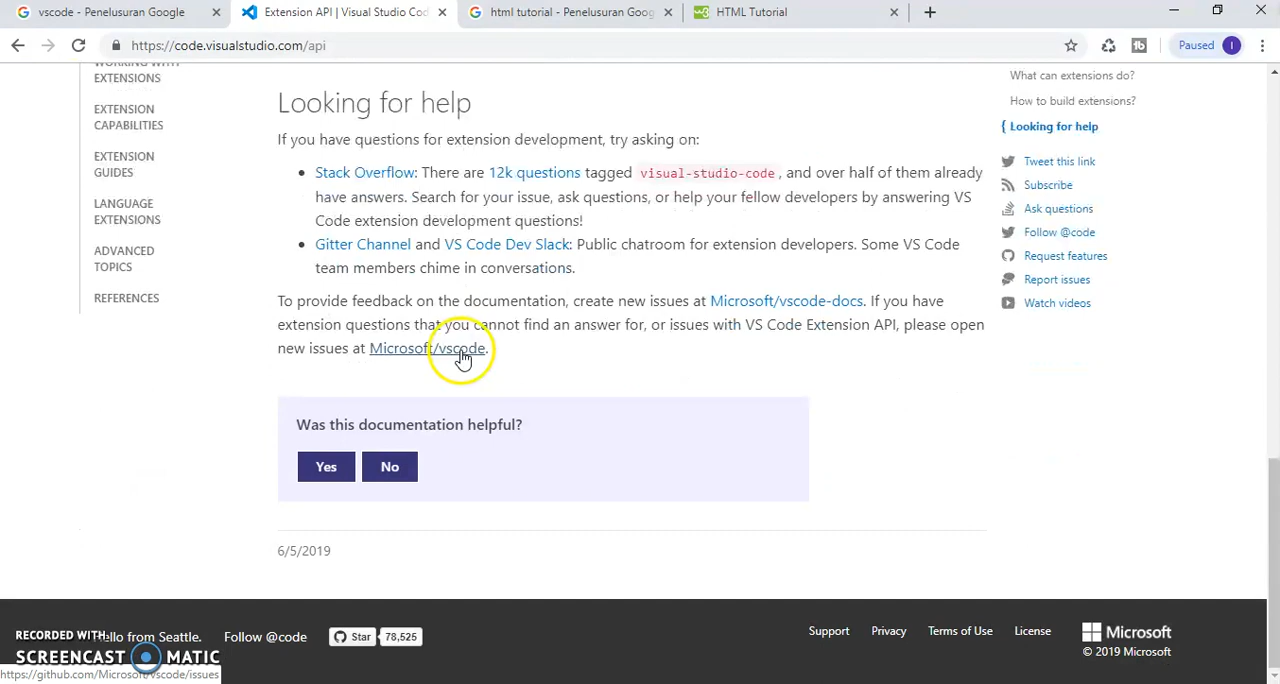 vscode - Penelusuran Google
Extension API | Visual Studio Cod
html tutorial - Penelusuran Goog
HTML Tutorial
https://code.visualstudio.com/api
Paused
I
WORKING WITH
EXTENSIONS
EXTENSION
CAPABILITIES
EXTENSION
GUIDES
LANGUAGE
EXTENSIONS
ADVANCED
TOPICS
REFERENCES
Looking for help
If you have questions for extension development, try asking on:
Stack Overflow: There are 12k questions tagged visual-studio-code, and over half of them already
have answers. Search for your issue, ask questions, or help your fellow developers by answering VS
Code extension development questions!
Gitter Channel and VS Code Dev Slack: Public chatroom for extension developers. Some VS Code
team members chime in conversations.
To provide feedback on the documentation, create new issues at Microsoft/vscode-docs. If you have
extension questions that you cannot find an answer for, or issues with VS Code Extension API, please open
new issues at Microsoft/vscode.
Was this documentation helpful?
Yes
No
6/5/2019
What can extensions do?
How to build extensions?
Looking for help
Tweet this link
Subscribe
Ask questions
Follow @code
Request features
Report issues
Watch videos
Hello from Seattle.
Follow @code
Star
78,525
Support
Privacy
Terms of Use
License
Microsoft
© 2019 Microsoft
RECORDED WITH
SCREENCAST MATIC
https://github.com/Microsoft/vscode/issues